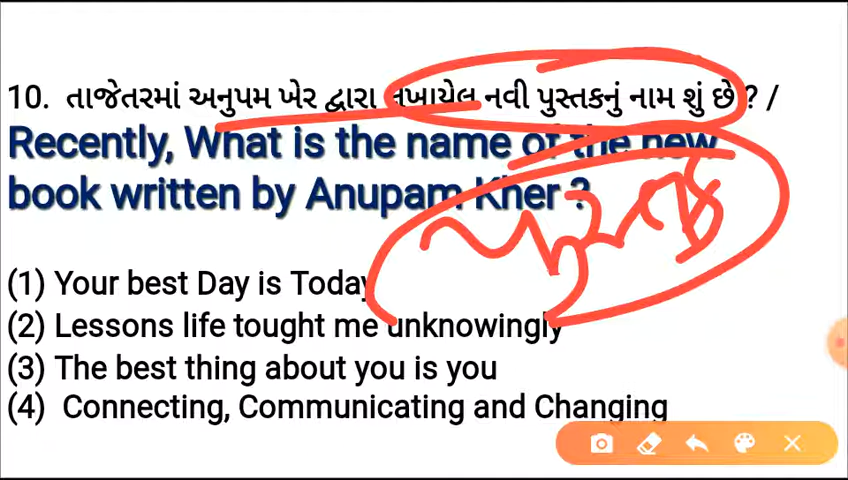 10. તાજેતરમાં અનુપમ ખેર દ્વારા લખાયેલ નવી પુસ્તકનું નામ શું છે ? /
Recently, What is the name of the new
book written by Anupam Kher ?
(1) Your best Day is Today
(2) Lessons life tought me unknowingly
(3) The best thing about you is you
(4) Connecting, Communicating and Changing